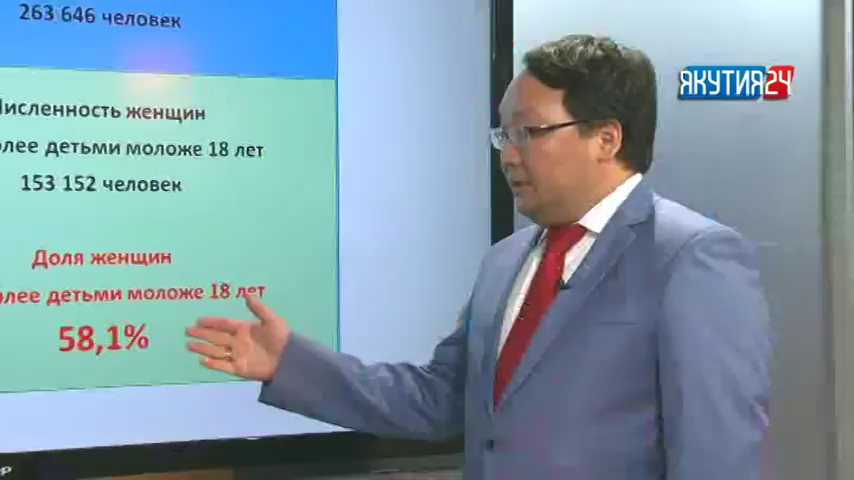 263 646 человек
численность женщин
олее детьми моложе 18 лет
153 152 человек
Доля женщин
олее детьми моложе 18 лет
58,1%
ЯКУТИЯ24